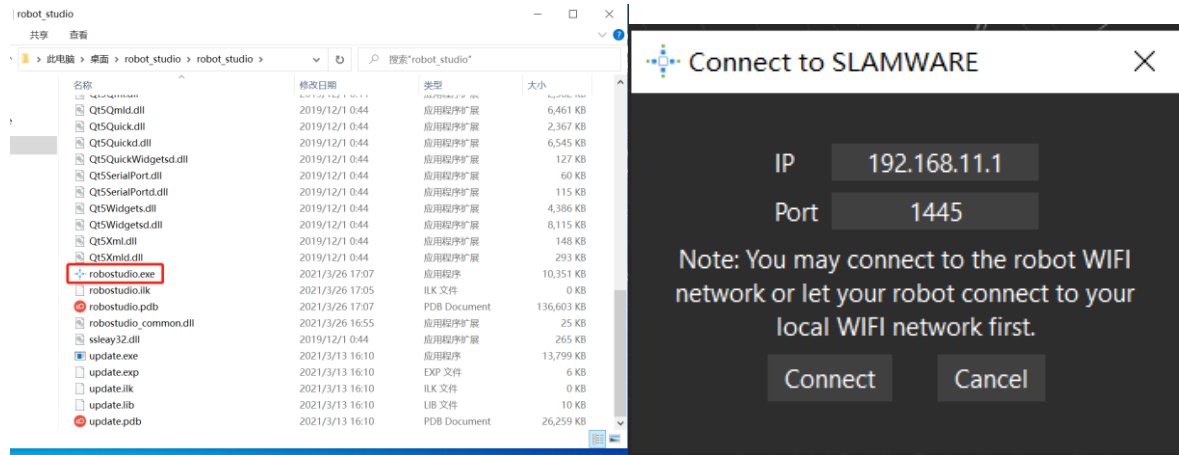 robot_studio
共享 查看
此电脑 > 桌面 > robot_studio > robot_studio > 搜索"robot_studio"
名称 修改日期 类型 大小
Qt5Qmld.dll 2019/12/1 0:44 应用程序扩展 6,461 KB
Qt5Quick.dll 2019/12/1 0:44 应用程序扩展 2,367 KB
Qt5Quickd.dll 2019/12/1 0:44 应用程序扩展 6,545 KB
Qt5QuickWidgetsd.dll 2019/12/1 0:44 应用程序扩展 127 KB
Qt5SerialPort.dll 2019/12/1 0:44 应用程序扩展 60 KB
Qt5SerialPortd.dll 2019/12/1 0:44 应用程序扩展 115 KB
Qt5Widgets.dll 2019/12/1 0:44 应用程序扩展 4,386 KB
Qt5Widgetsd.dll 2019/12/1 0:44 应用程序扩展 8,115 KB
Qt5Xml.dll 2019/12/1 0:44 应用程序扩展 148 KB
Qt5Xmld.dll 2019/12/1 0:44 应用程序扩展 293 KB
robostudio.exe 2021/3/26 17:07 应用程序 10,351 KB
robostudio.ilk 2021/3/26 17:05 ILK 文件 0 KB
robostudio.pdb 2021/3/26 17:07 PDB Document 136,603 KB
robostudio_common.dll 2021/3/26 16:55 应用程序扩展 25 KB
ssleay32.dll 2019/12/1 0:44 应用程序扩展 265 KB
update.exe 2021/3/13 16:10 应用程序 13,799 KB
update.exp 2021/3/13 16:10 EXP 文件 6 KB
update.ilk 2021/3/13 16:10 ILK 文件 0 KB
update.lib 2021/3/13 16:10 LIB 文件 10 KB
update.pdb 2021/3/13 16:10 PDB Document 26,259 KB
Connect to SLAMWARE
IP 192.168.11.1
Port 1445
Note: You may connect to the robot WIFI
network or let your robot connect to your
local WIFI network first.
Connect Cancel